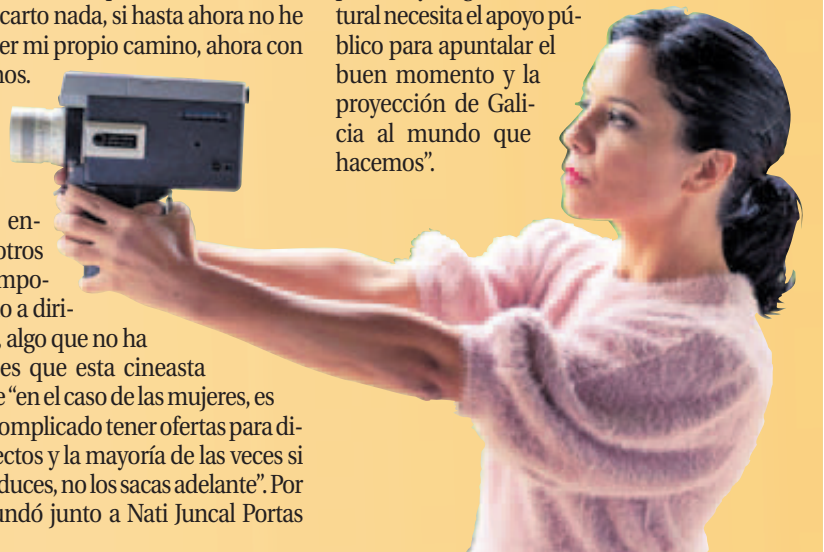 carto nada, si hasta ahora no he
er mi propio camino, ahora con
nos.
en-
otros
mpo-
o a diri-
, algo que no ha
es que esta cineasta
e “en el caso de las mujeres, es
omplicado tener ofertas para di-
ectos y la mayoría de las veces si
duces, no los sacas adelante”. Por
undó junto a Nati Juncal Portas
tural necesita el apoyo pú-
blico para apuntalar el
buen momento y la
proyección de Gali-
cia al mundo que
hacemos”.